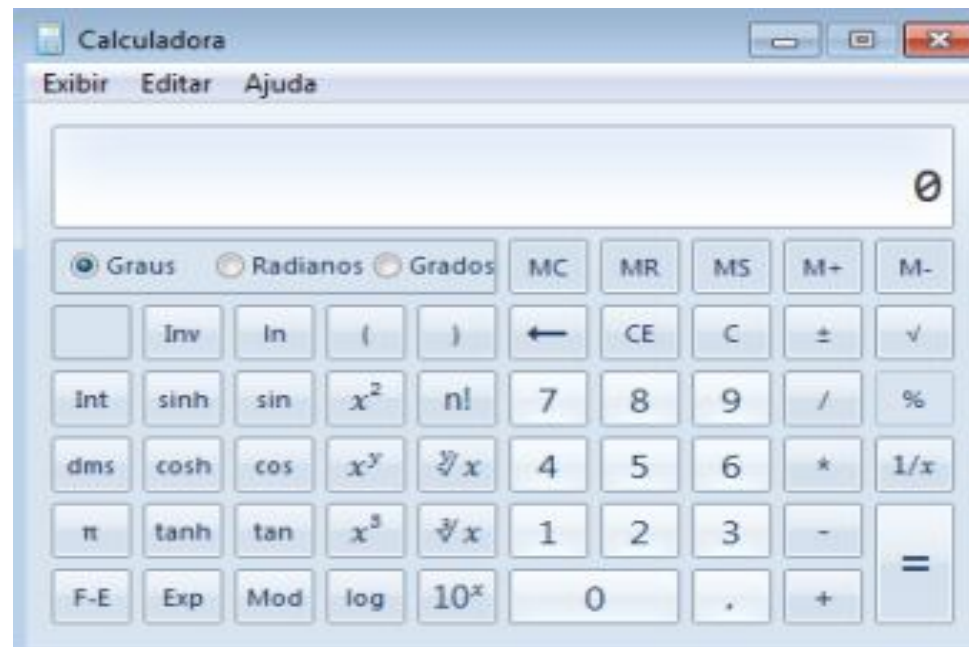 Calculadora
Exibir Editar Ajuda
0
Graus Radianos Grados MC MR MS M+ M-
Inv In ( ) ← CE C ± √
Int sinh sin x² n! 7 8 9 / %
dms cosh cos xʸ ʸ√x 4 5 6 * 1/x
π tanh tan x³ ³√x 1 2 3 - =
F-E Exp Mod log 10ˣ 0 . +